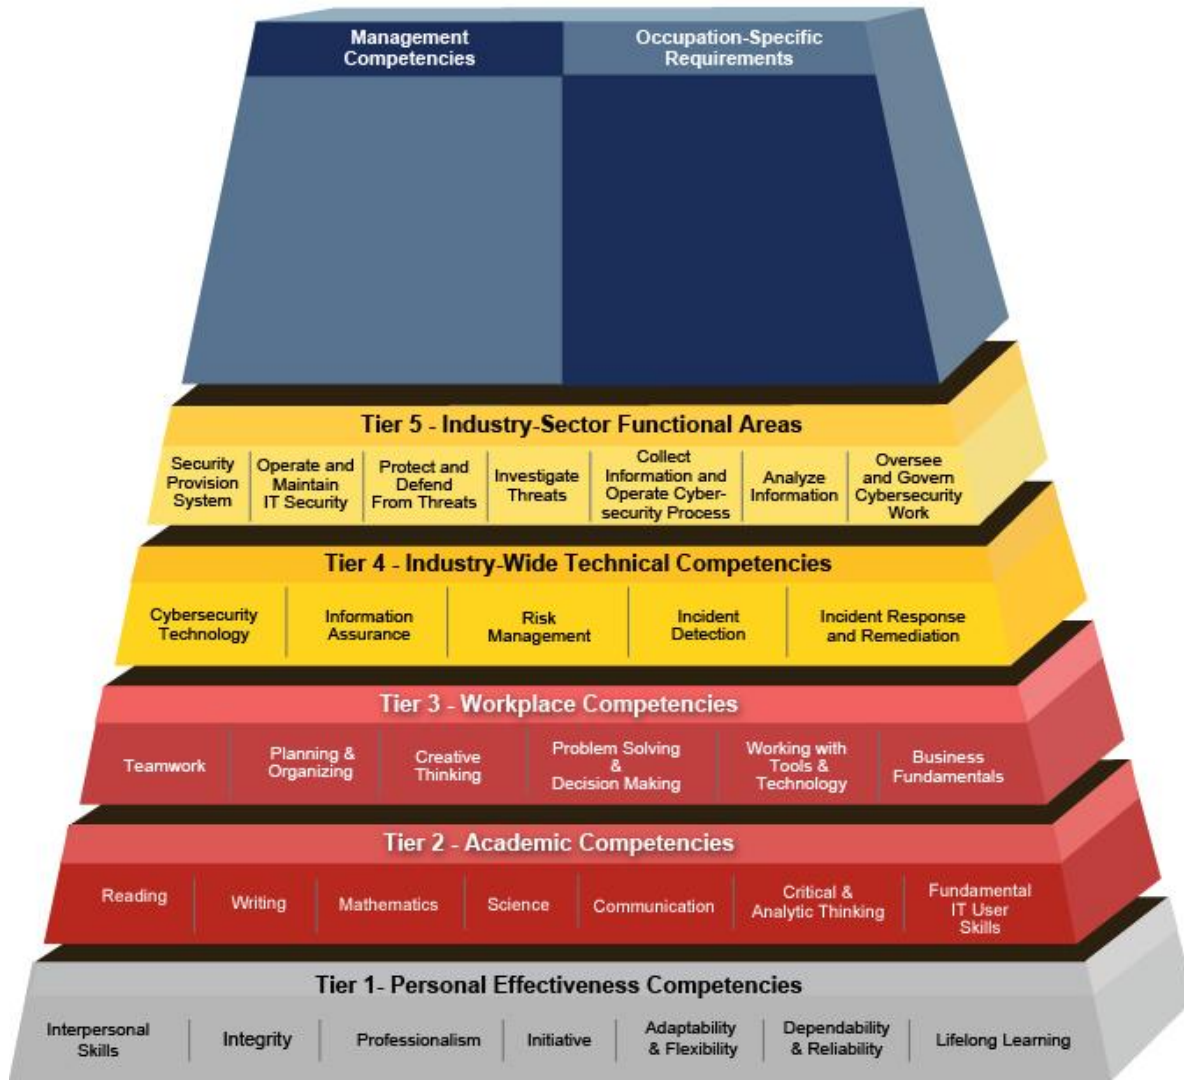 Management
Competencies
Occupation-Specific
Requirements
Tier 5 - Industry-Sector Functional Areas
Security
Provision
System
Operate and
Maintain
IT Security
Protect and
Defend
From Threats
Investigate
Threats
Collect
Information and
Operate Cyber-
security Process
Analyze
Information
Oversee
and Govern
Cybersecurity
Work
Tier 4 - Industry-Wide Technical Competencies
Cybersecurity
Technology
Information
Assurance
Risk
Management
Incident
Detection
Incident Response
and Remediation
Tier 3 - Workplace Competencies
Teamwork
Planning &
Organizing
Creative
Thinking
Problem Solving
&
Decision Making
Working with
Tools &
Technology
Business
Fundamentals
Tier 2 - Academic Competencies
Reading
Writing
Mathematics
Science
Communication
Critical &
Analytic Thinking
Fundamental
IT User
Skills
Tier 1- Personal Effectiveness Competencies
Interpersonal
Skills
Integrity
Professionalism
Initiative
Adaptability
& Flexibility
Dependability
& Reliability
Lifelong Learning